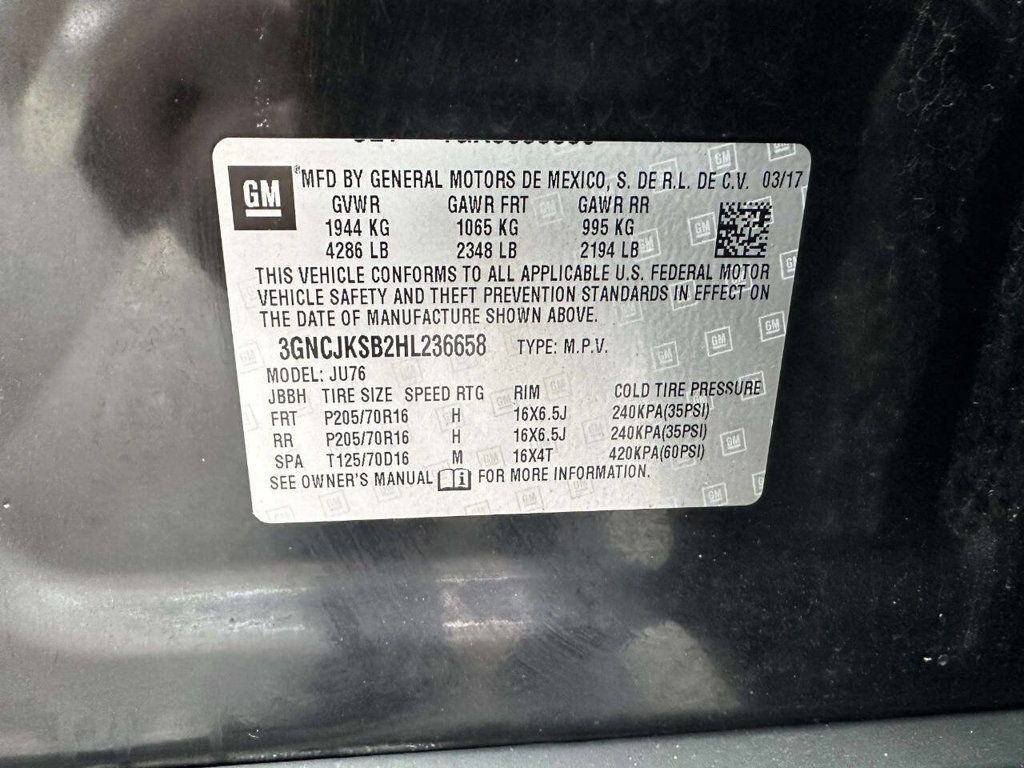 GM
®MFD BY GENERAL MOTORS DE MEXICO, S. DE R.L. DE C.V. 03/17
GVWR GAWR FRT GAWR RR
1944 KG 1065 KG 995 KG
4286 LB 2348 LB 2194 LB
THIS VEHICLE CONFORMS TO ALL APPLICABLE U.S. FEDERAL MOTOR
VEHICLE SAFETY AND THEFT PREVENTION STANDARDS IN EFFECT ON
THE DATE OF MANUFACTURE SHOWN ABOVE.
3GNCJKSB2HL236658 TYPE: M.P.V.
MODEL: JU76
JBBH TIRE SIZE SPEED RTG RIM COLD TIRE PRESSURE
FRT P205/70R16 H 16X6.5J 240KPA(35PSI)
RR P205/70R16 H 16X6.5J 240KPA(35PSI)
SPA T125/70D16 M 16X4T 420KPA(60PSI)
SEE OWNER'S MANUAL FOR MORE INFORMATION.